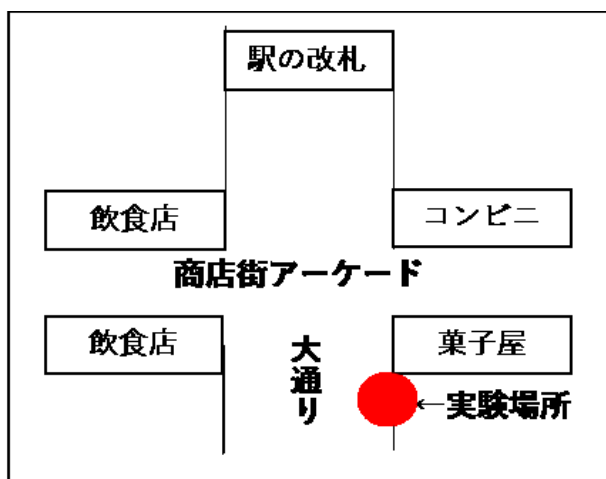 駅の改札
飲食店
コンビニ
商店街アーケード
飲食店
大通り
菓子屋
←実験場所